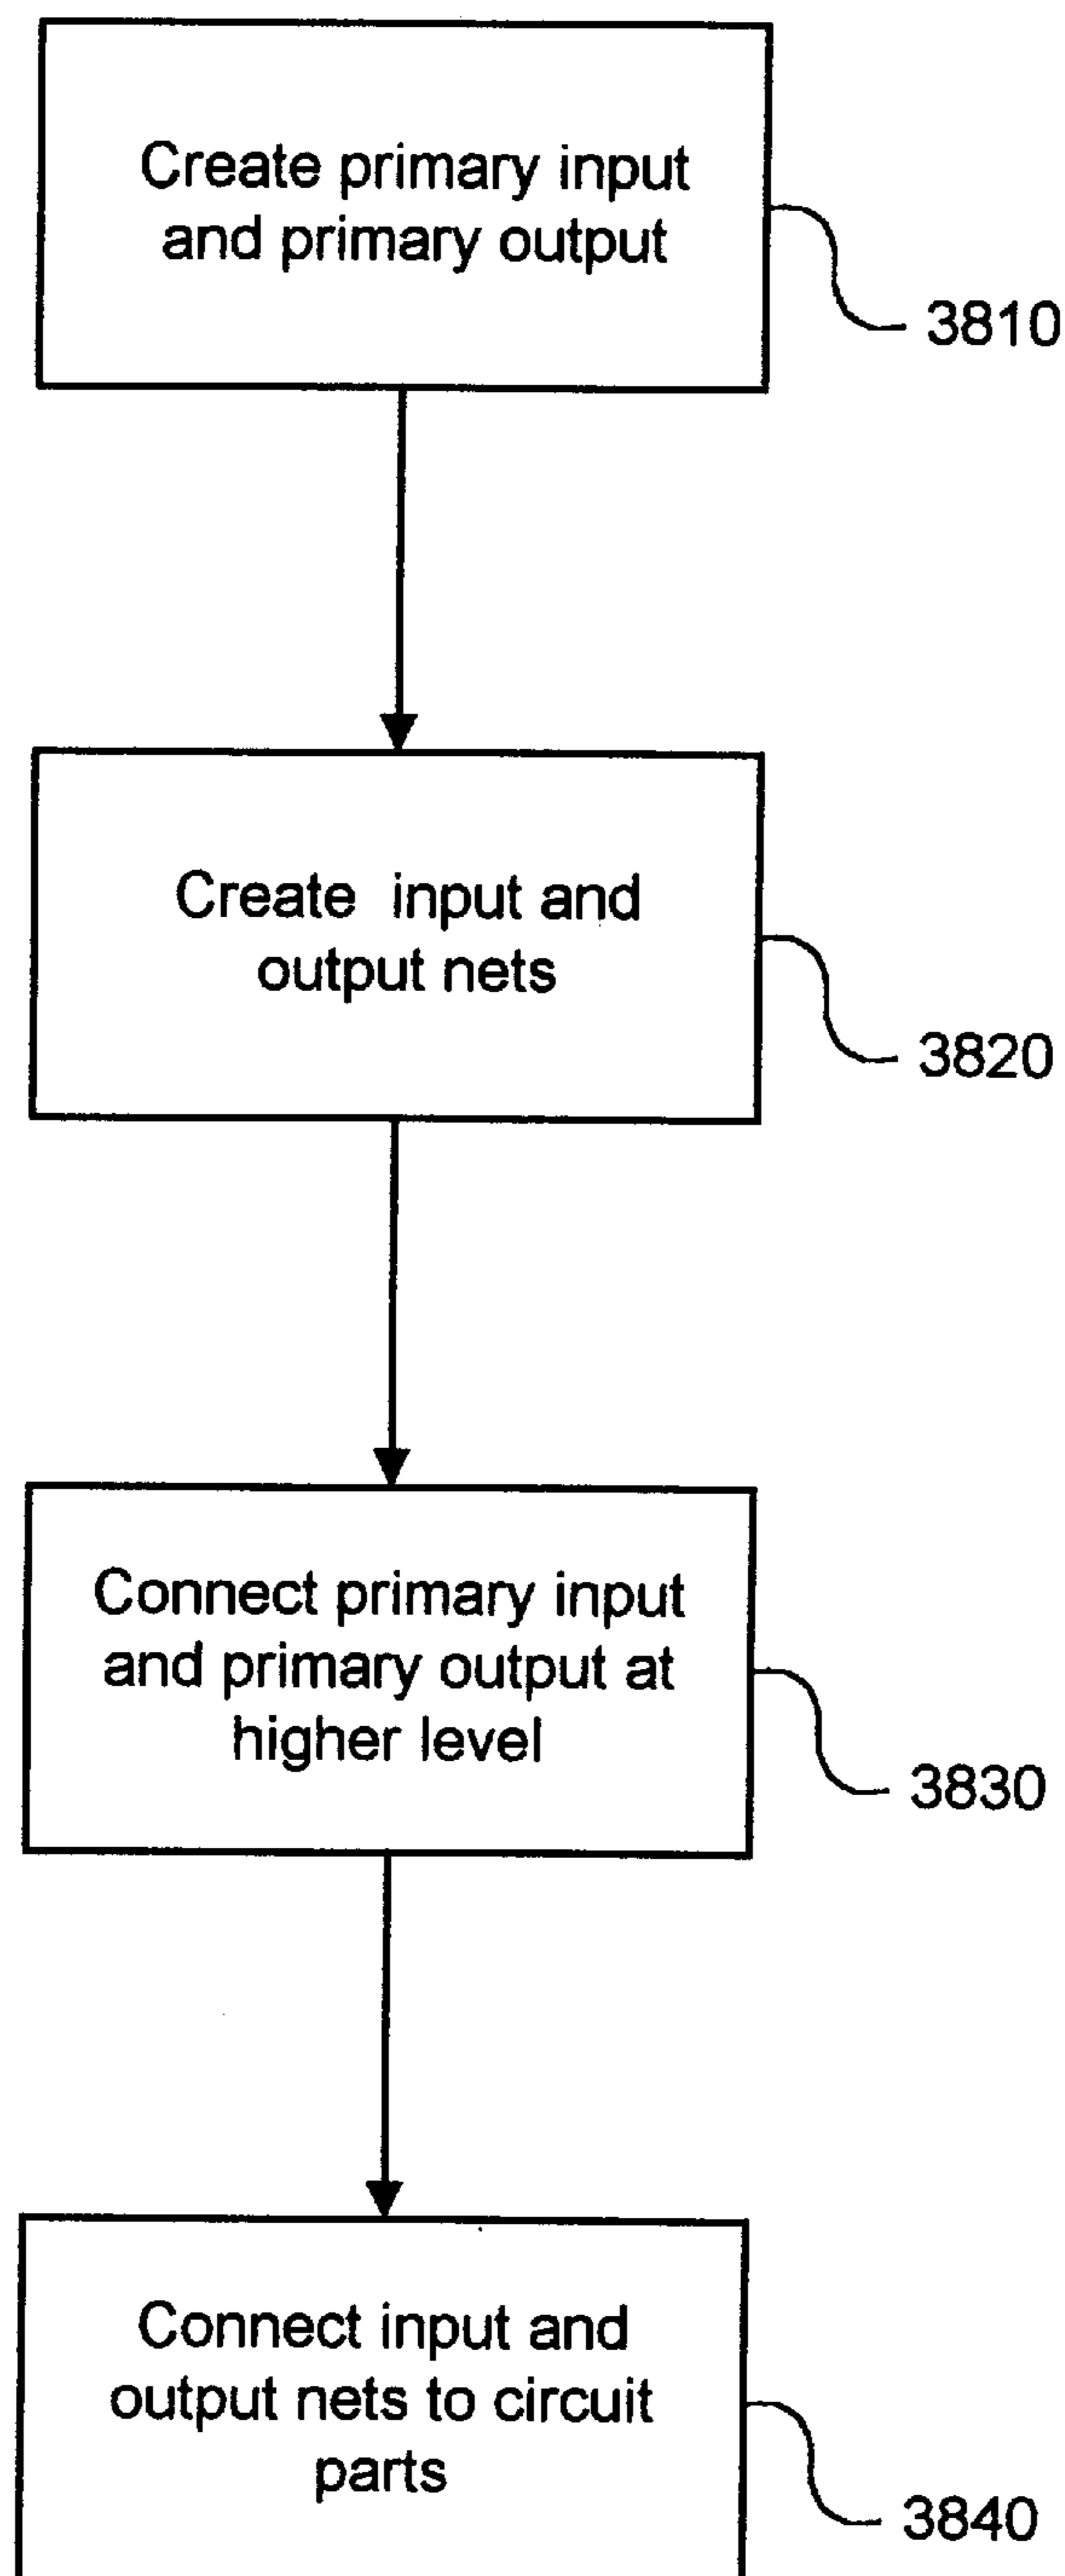 Create primary input
and primary output
3810
Create input and
output nets
3820
Connect primary input
and primary output at
higher level
3830
Connect input and
output nets to circuit
parts
3840